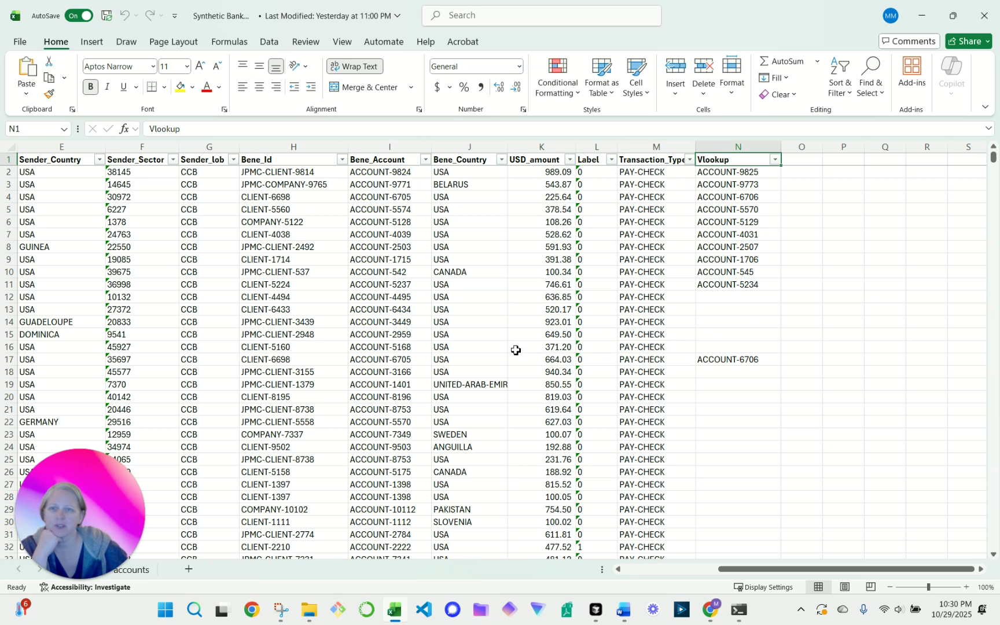 AutoSave On Synthetic Bank... • Last Modified: Yesterday at 11:00 PM Search MM
File Home Insert Draw Page Layout Formulas Data Review View Automate Help Acrobat Comments Share
Paste Aptos Narrow 11 A A Wrap Text General Conditional Formatting Format as Table Cell Styles Insert Delete Format AutoSum Sort & Filter Find & Select Add-ins Copilot
B I U A Merge & Center $ % , Fill
Clear
Clipboard Font Alignment Number Styles Cells Editing Add-ins
N1 fx Vlookup
E F G H I J K L M N O P Q R S
1 Sender_Country Sender_Sector Sender_lob Bene_Id Bene_Account Bene_Country USD_amount Label Transaction_Type Vlookup
2 USA 38145 CCB JPMC-CLIENT-9814 ACCOUNT-9824 USA 989.09 0 PAY-CHECK ACCOUNT-9825
3 USA 14645 CCB JPMC-COMPANY-9765 ACCOUNT-9771 BELARUS 543.87 0 PAY-CHECK ACCOUNT-9773
4 USA 30972 CCB CLIENT-6698 ACCOUNT-6705 USA 225.64 0 PAY-CHECK ACCOUNT-6706
5 USA 6227 CCB CLIENT-5560 ACCOUNT-5574 USA 378.54 0 PAY-CHECK ACCOUNT-5570
6 USA 1378 CCB COMPANY-5122 ACCOUNT-5128 USA 108.26 0 PAY-CHECK ACCOUNT-5129
7 USA 24763 CCB CLIENT-4038 ACCOUNT-4039 USA 528.62 0 PAY-CHECK ACCOUNT-4031
8 GUINEA 22550 CCB JPMC-CLIENT-2492 ACCOUNT-2503 USA 591.93 0 PAY-CHECK ACCOUNT-2507
9 USA 19085 CCB CLIENT-1714 ACCOUNT-1715 USA 391.38 0 PAY-CHECK ACCOUNT-1706
10 USA 39675 CCB JPMC-CLIENT-537 ACCOUNT-542 CANADA 100.34 0 PAY-CHECK ACCOUNT-545
11 USA 36998 CCB CLIENT-5224 ACCOUNT-5237 USA 746.61 0 PAY-CHECK ACCOUNT-5234
12 USA 10132 CCB CLIENT-4494 ACCOUNT-4495 USA 636.85 0 PAY-CHECK
13 USA 27372 CCB CLIENT-6433 ACCOUNT-6434 USA 520.17 0 PAY-CHECK
14 GUADELOUPE 20833 CCB JPMC-CLIENT-3439 ACCOUNT-3449 USA 923.01 0 PAY-CHECK
15 DOMINICA 9541 CCB JPMC-CLIENT-2948 ACCOUNT-2959 USA 649.50 0 PAY-CHECK
16 USA 45927 CCB CLIENT-5160 ACCOUNT-5168 USA 371.20 0 PAY-CHECK
17 USA 35697 CCB CLIENT-6698 ACCOUNT-6705 USA 664.03 0 PAY-CHECK ACCOUNT-6706
18 USA 45577 CCB JPMC-CLIENT-3155 ACCOUNT-3166 USA 940.34 0 PAY-CHECK
19 USA 7370 CCB JPMC-CLIENT-1379 ACCOUNT-1401 UNITED-ARAB-EMIR 850.55 0 PAY-CHECK
20 USA 40142 CCB CLIENT-8195 ACCOUNT-8196 USA 819.03 0 PAY-CHECK
21 USA 20446 CCB JPMC-CLIENT-8738 ACCOUNT-8753 USA 619.64 0 PAY-CHECK
22 GERMANY 29516 CCB JPMC-CLIENT-5558 ACCOUNT-5570 USA 627.03 0 PAY-CHECK
23 USA 12959 CCB COMPANY-7337 ACCOUNT-7349 SWEDEN 100.07 0 PAY-CHECK
24 USA 34974 CCB CLIENT-9502 ACCOUNT-9503 ANGUILLA 192.88 0 PAY-CHECK
25 USA 4065 CCB JPMC-CLIENT-8738 ACCOUNT-8753 USA 231.76 0 PAY-CHECK
26 CCB CLIENT-5158 ACCOUNT-5175 CANADA 188.92 0 PAY-CHECK
27 CCB CLIENT-1397 ACCOUNT-1398 USA 815.52 0 PAY-CHECK
28 CCB CLIENT-1397 ACCOUNT-1398 USA 100.05 0 PAY-CHECK
29 CCB COMPANY-10102 ACCOUNT-10112 PAKISTAN 754.50 0 PAY-CHECK
30 CCB CLIENT-1111 ACCOUNT-1112 SLOVENIA 100.02 0 PAY-CHECK
31 CCB JPMC-CLIENT-2774 ACCOUNT-2784 USA 611.81 0 PAY-CHECK
32 CCB CLIENT-2210 ACCOUNT-2222 USA 477.52 1 PAY-CHECK
accounts
Ready Accessibility: Investigate Display Settings 100%
6 M 10:30 PM
10/29/2025